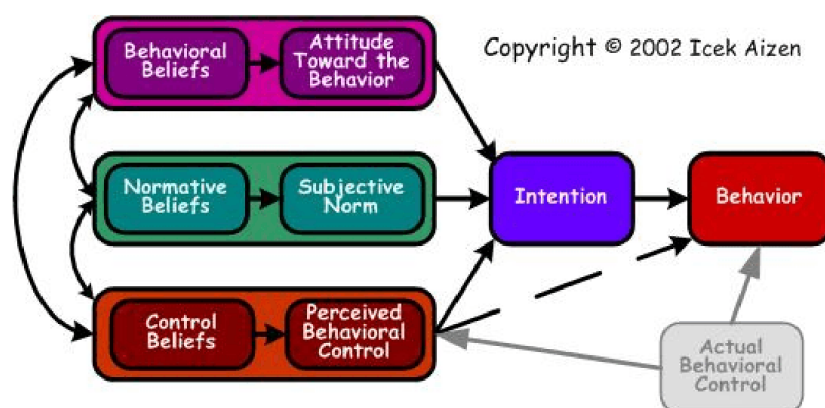 Behavioral
Beliefs
Attitude
Toward the
Behavior
Copyright © 2002 Icek Aizen
Normative
Beliefs
Subjective
Norm
Intention
Behavior
Control
Beliefs
Perceived
Behavioral
Control
Actual
Behavioral
Control